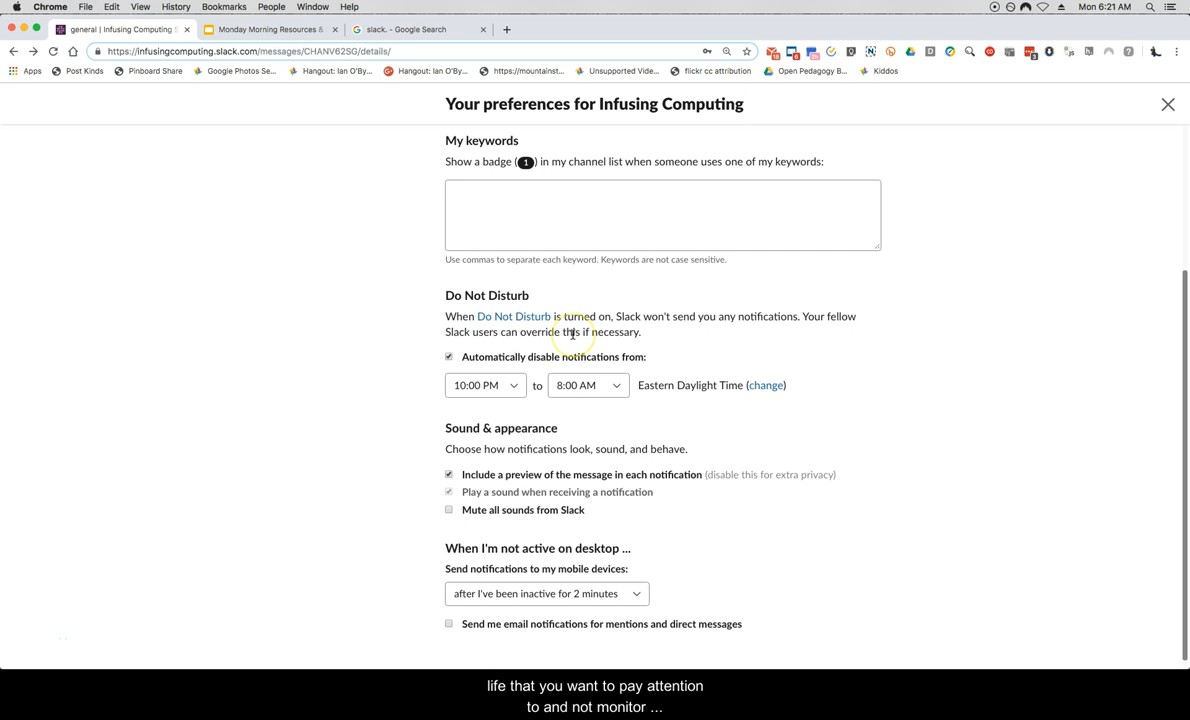 Chrome File Edit View History Bookmarks People Window Help Mon 6:21 AM
general | Infusing Computing S Monday Morning Resources & slack. - Google Search
https://infusingcomputing.slack.com/messages/CHANV62SG/details/
Apps Post Kinds Pinboard Share Google Photos Se... Hangout: Ian O'By... Hangout: Ian O'By... https://mountainst... Unsupported Vide... flickr cc attribution Open Pedagogy B... Kiddos
Your preferences for Infusing Computing
My keywords
Show a badge (1) in my channel list when someone uses one of my keywords:
Use commas to separate each keyword. Keywords are not case sensitive.
Do Not Disturb
When Do Not Disturb is turned on, Slack won't send you any notifications. Your fellow
Slack users can override this if necessary.
Automatically disable notifications from:
10:00 PM to 8:00 AM Eastern Daylight Time (change)
Sound & appearance
Choose how notifications look, sound, and behave.
Include a preview of the message in each notification (disable this for extra privacy)
Play a sound when receiving a notification
Mute all sounds from Slack
When I'm not active on desktop ...
Send notifications to my mobile devices:
after I've been inactive for 2 minutes
Send me email notifications for mentions and direct messages
life that you want to pay attention
to and not monitor ...